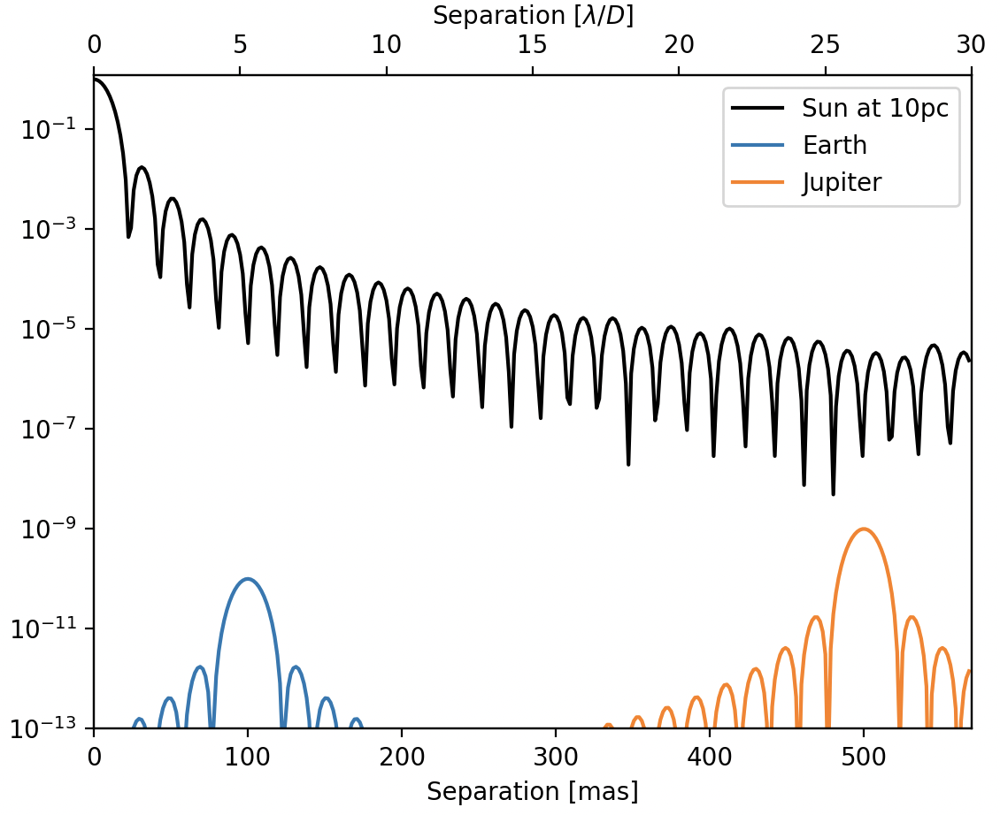 Separation [λ/D]
0 5 10 15 20 25 30
Sun at 10pc
Earth
Jupiter
10⁻¹
10⁻³
10⁻⁵
10⁻⁷
10⁻⁹
10⁻¹¹
10⁻¹³
0 100 200 300 400 500
Separation [mas]